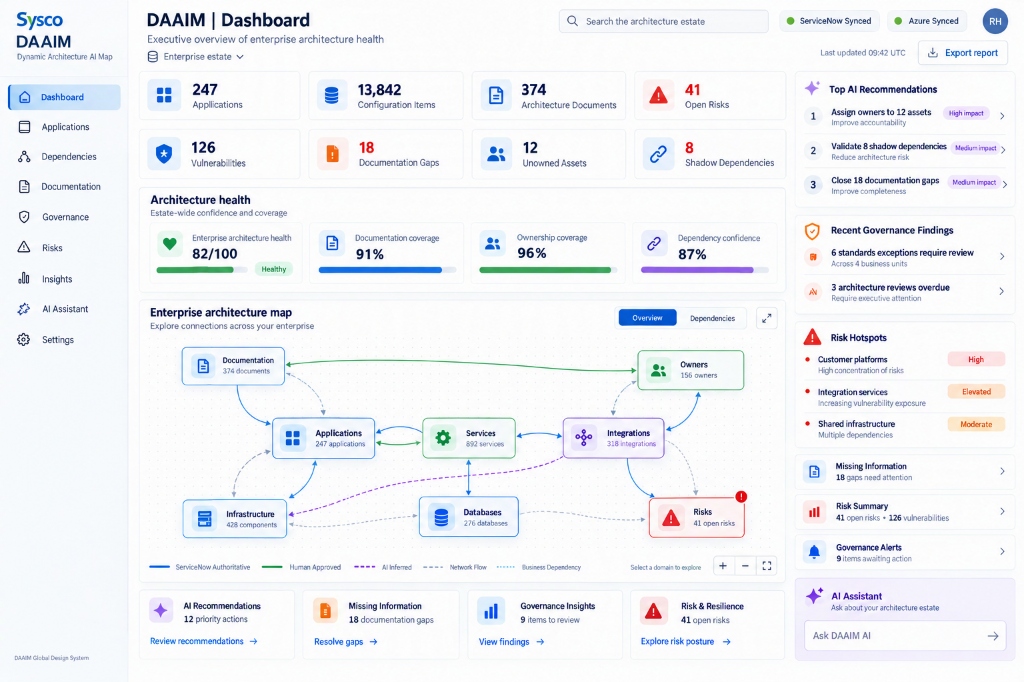 Sysco
DAAIM
Dynamic Architecture AI Map
Dashboard
Applications
Dependencies
Documentation
Governance
Risks
Insights
AI Assistant
Settings
DAAIM Global Design System
DAAIM | Dashboard
Executive overview of enterprise architecture health
Enterprise estate
Search the architecture estate
ServiceNow Synced
Azure Synced
RH
Last updated 09:42 UTC
Export report
247
Applications
13,842
Configuration Items
374
Architecture Documents
41
Open Risks
126
Vulnerabilities
18
Documentation Gaps
12
Unowned Assets
8
Shadow Dependencies
Architecture health
Estate-wide confidence and coverage
Enterprise architecture health
82/100
Healthy
Documentation coverage
91%
Ownership coverage
96%
Dependency confidence
87%
Enterprise architecture map
Explore connections across your enterprise
Overview
Dependencies
Documentation
374 documents
Owners
156 owners
Applications
247 applications
Services
892 services
Integrations
318 integrations
Infrastructure
428 components
Databases
276 databases
!
Risks
41 open risks
ServiceNow Authoritative
Human Approved
AI Inferred
Network Flow
Business Dependency
Select a domain to explore
AI Recommendations
12 priority actions
Review recommendations →
Missing Information
18 documentation gaps
Resolve gaps →
Governance Insights
9 items to review
View findings →
Risk & Resilience
41 open risks
Explore risk posture →
Top AI Recommendations
1 Assign owners to 12 assets High impact
Improve accountability
2 Validate 8 shadow dependencies Medium impact
Reduce architecture risk
3 Close 18 documentation gaps Medium impact
Improve completeness
Recent Governance Findings
6 standards exceptions require review
Across 4 business units
3 architecture reviews overdue
Require executive attention
Risk Hotspots
Customer platforms High
High concentration of risks
Integration services Elevated
Increasing vulnerability exposure
Shared infrastructure Moderate
Multiple dependencies
Missing Information
18 gaps need attention
Risk Summary
41 open risks • 126 vulnerabilities
Governance Alerts
9 items awaiting action
AI Assistant
Ask about your architecture estate
Ask DAAIM AI →